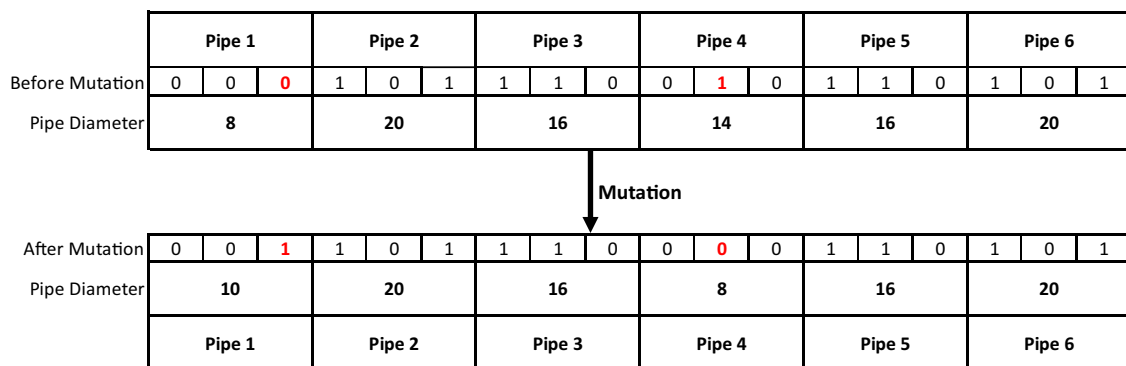 Pipe 1 Pipe 2 Pipe 3 Pipe 4 Pipe 5 Pipe 6
Before Mutation 0 0 0 1 0 1 1 1 0 0 1 0 1 1 0 1 0 1
Pipe Diameter 8 20 16 14 16 20
Mutation
After Mutation 0 0 1 1 0 1 1 1 0 0 0 0 1 1 0 1 0 1
Pipe Diameter 10 20 16 8 16 20
Pipe 1 Pipe 2 Pipe 3 Pipe 4 Pipe 5 Pipe 6